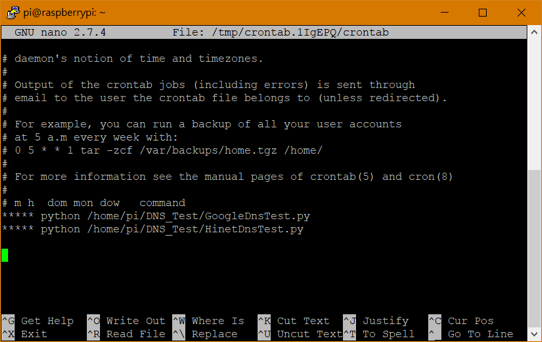 pi@raspberrypi: ~
GNU nano 2.7.4 File: /tmp/crontab.lIgEPQ/crontab
# daemon's notion of time and timezones.
#
# Output of the crontab jobs (including errors) is sent through
# email to the user the crontab file belongs to (unless redirected).
#
# For example, you can run a backup of all your user accounts
# at 5 a.m every week with:
# 0 5 * * 1 tar -zcf /var/backups/home.tgz /home/
#
# For more information see the manual pages of crontab(5) and cron(8)
#
# m h  dom mon dow   command
***** python /home/pi/DNS_Test/GoogleDnsTest.py
***** python /home/pi/DNS_Test/HinetDnsTest.py
^G Get Help ^O Write Out ^W Where Is ^K Cut Text ^J Justify ^C Cur Pos
^X Exit ^R Read File ^\ Replace ^U Uncut Text ^T To Spell ^_ Go To Line